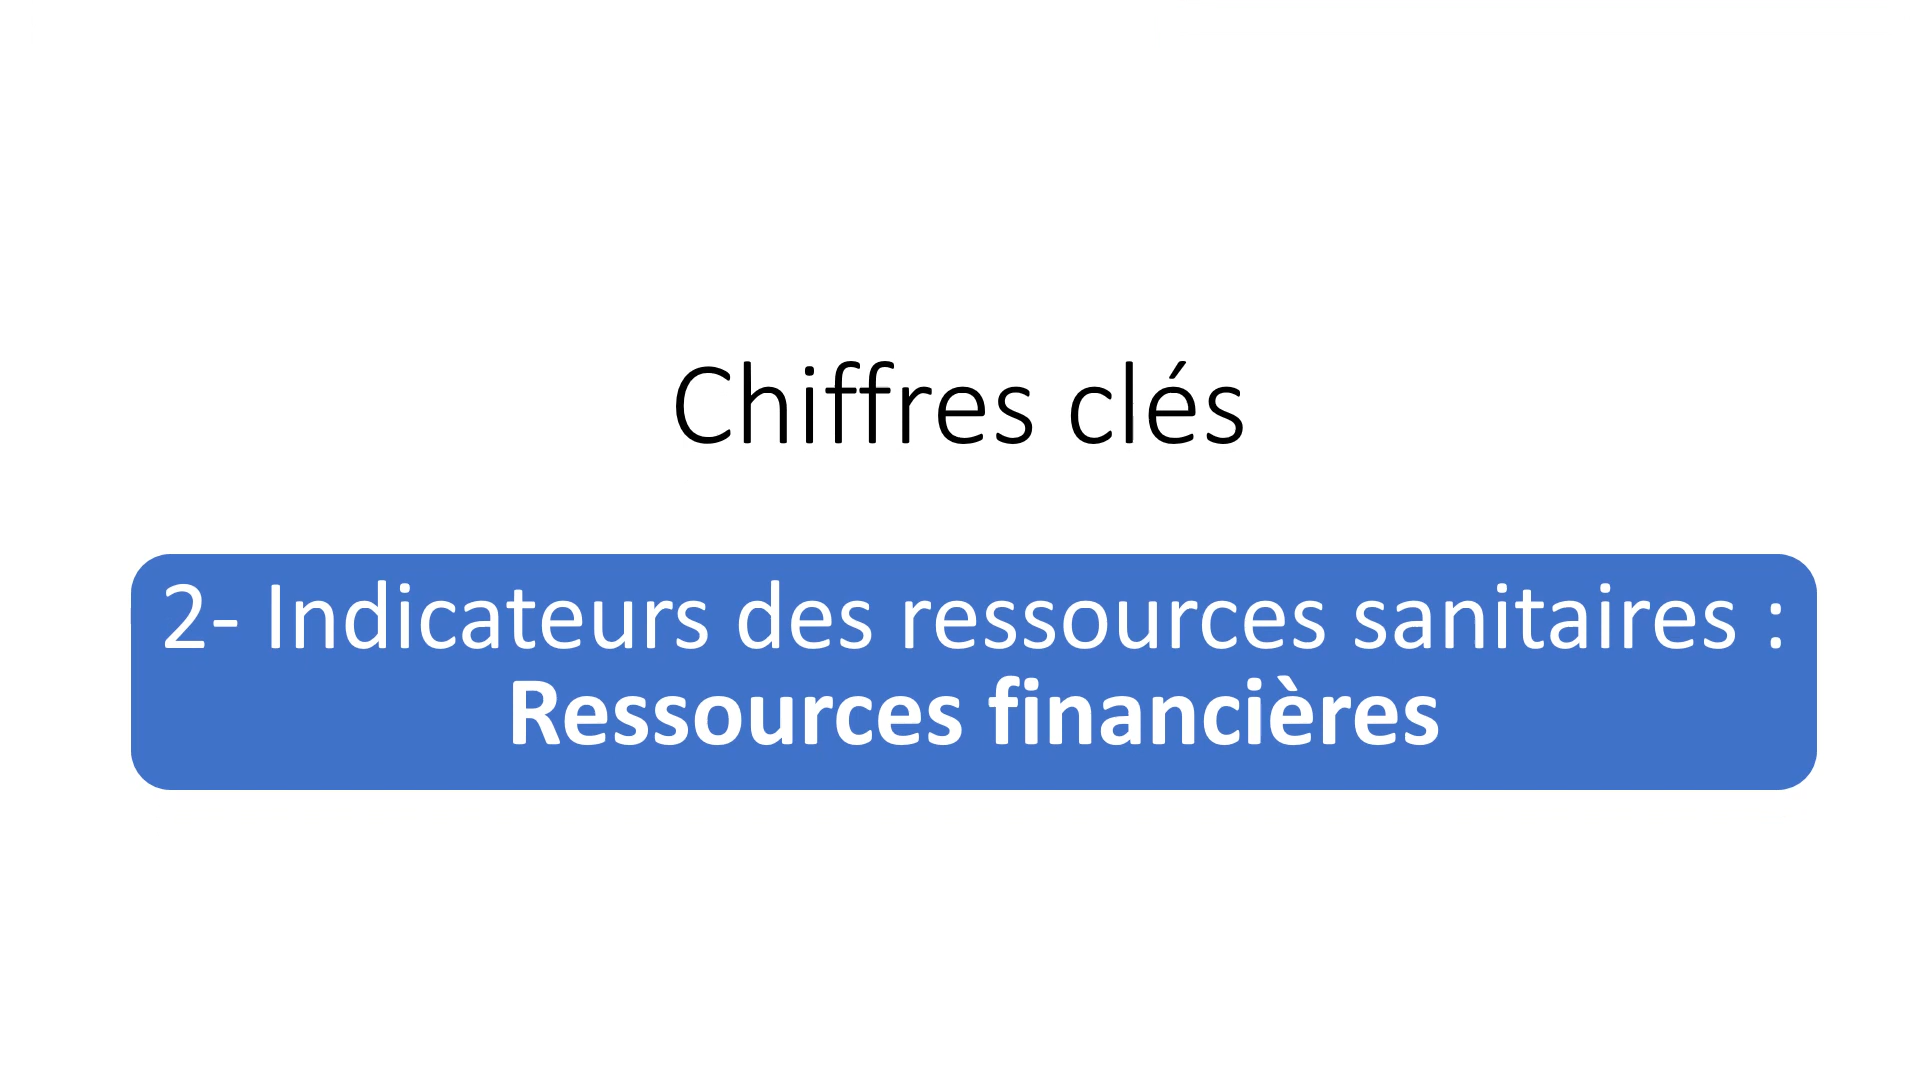 Chiffres clés
2- Indicateurs des ressources sanitaires :
Ressources financières